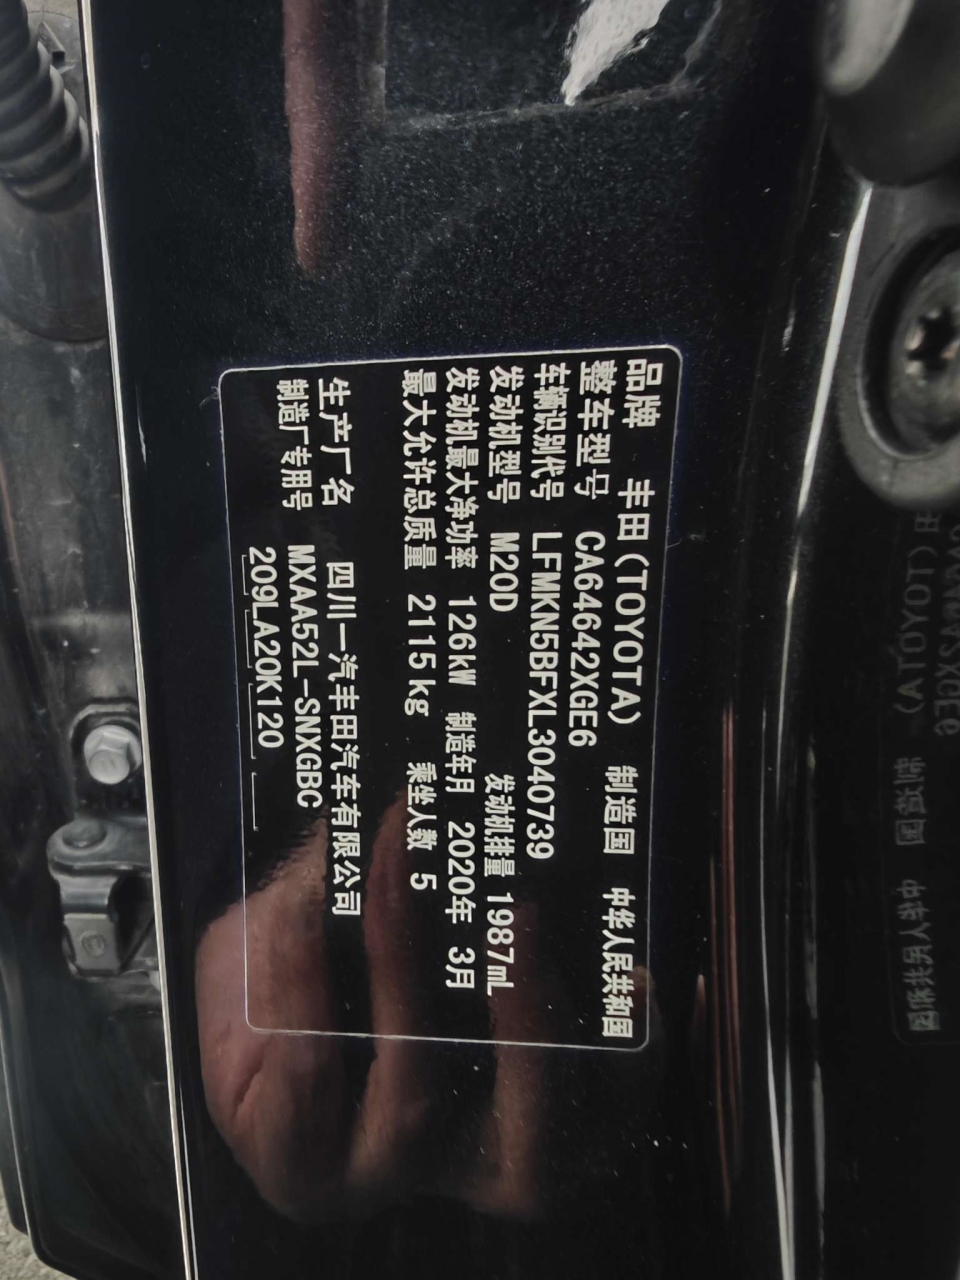 品牌 丰田(TOYOTA) 制造国 中华人民共和国
整车型号 CA64642XGE6
车辆识别代号 LFMKN5BFXL3040739
发动机型号 M20D 发动机排量 1987mL
发动机最大净功率 126kW 制造年月 2020年 3月
最大允许总质量 2115kg 乘坐人数 5
生产厂名 四川一汽丰田汽车有限公司
制造厂专用号 MXAA52L-SNXGBC
209LA20K120